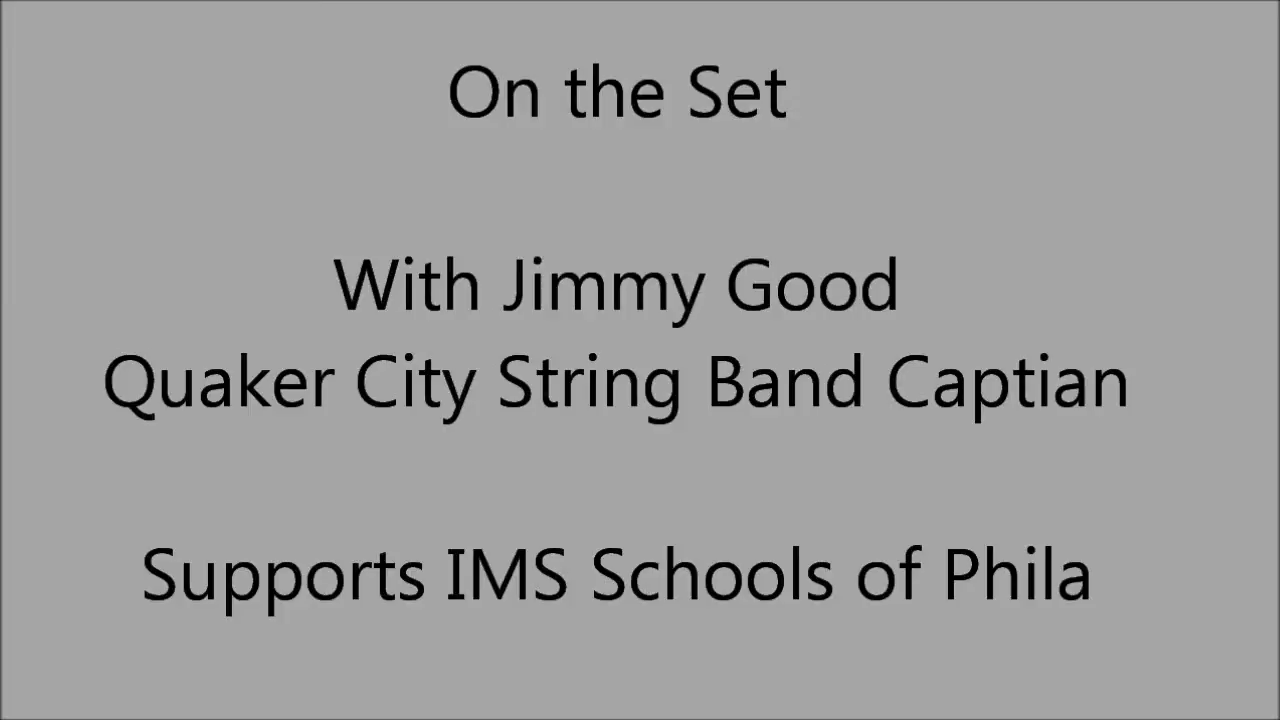 On the Set
With Jimmy Good
Quaker City String Band Captian
Supports IMS Schools of Phila